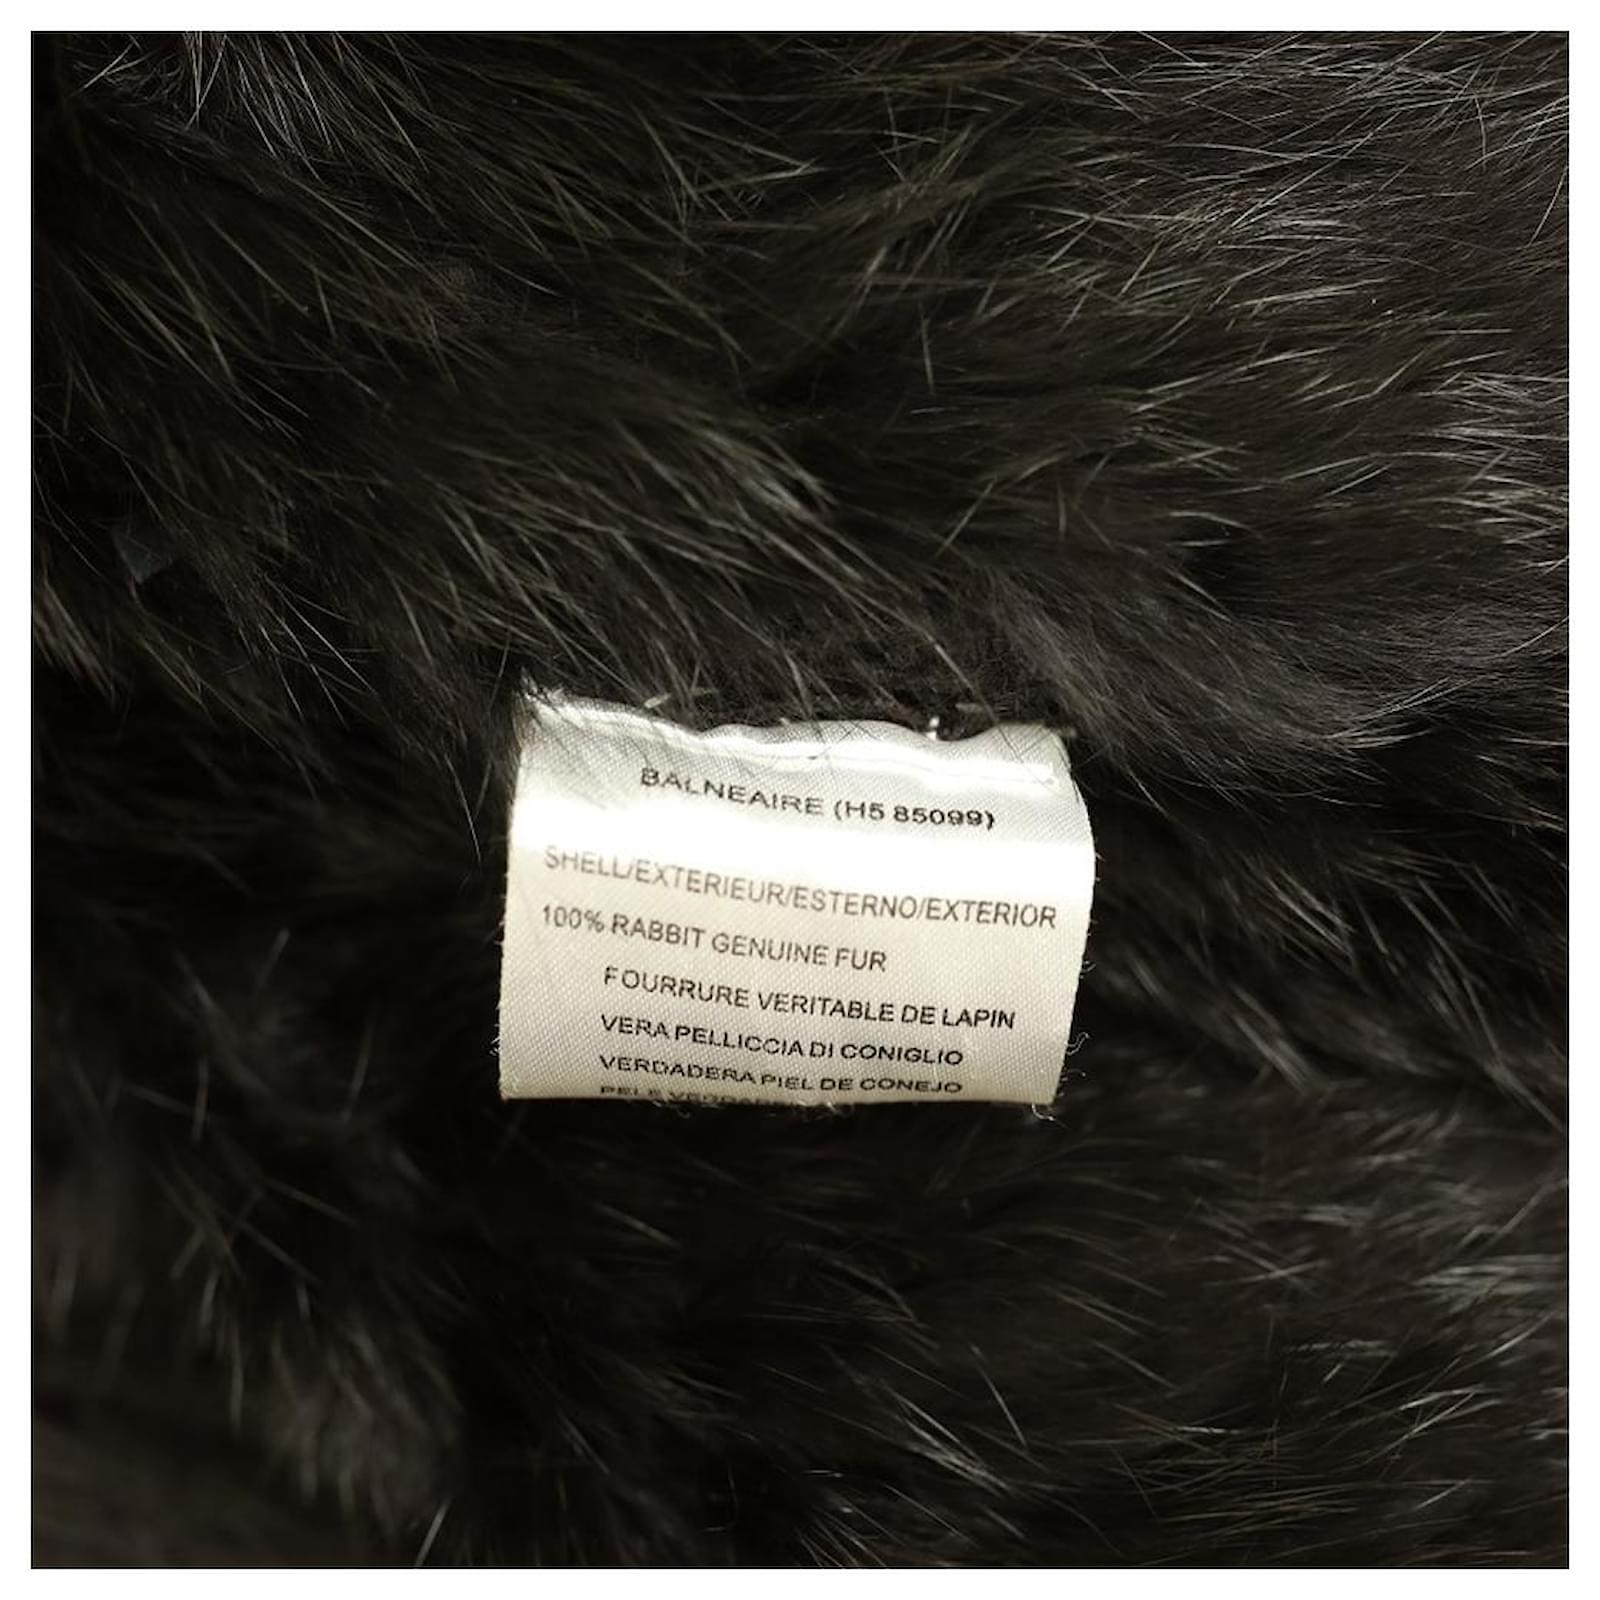 BALNEAIRE (H5 85099)
SHELL/EXTERIEUR/ESTERNO/EXTERIOR
100% RABBIT GENUINE FUR
FOURRURE VERITABLE DE LAPIN
VERA PELLICCIA DI CONIGLIO
VERDADERA PIEL DE CONEJO
PELE